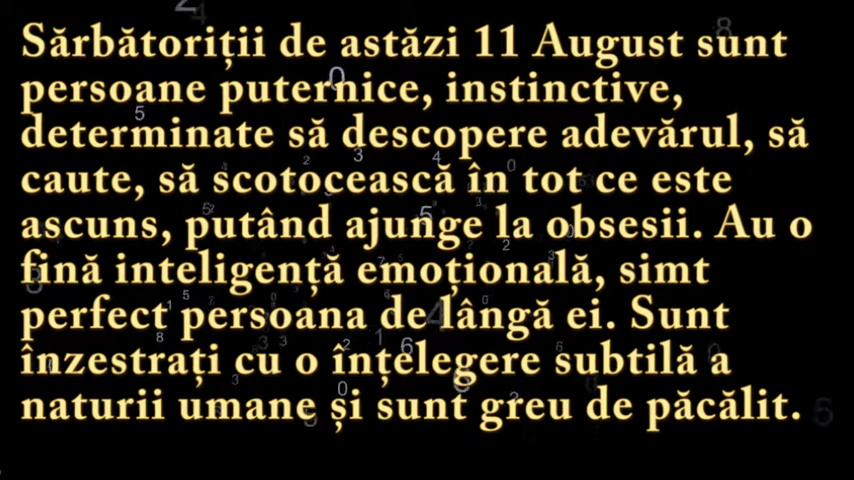 Sărbătoriții de astăzi 11 August sunt
persoane puternice, instinctive,
determinate să descopere adevărul, să
caute, să scotocească în tot ce este
ascuns, putând ajunge la obsesii. Au o
fină inteligență emoțională, simt
perfect persoana de lângă ei. Sunt
înzestrați cu o înțelegere subtilă a
naturii umane și sunt greu de păcălit.